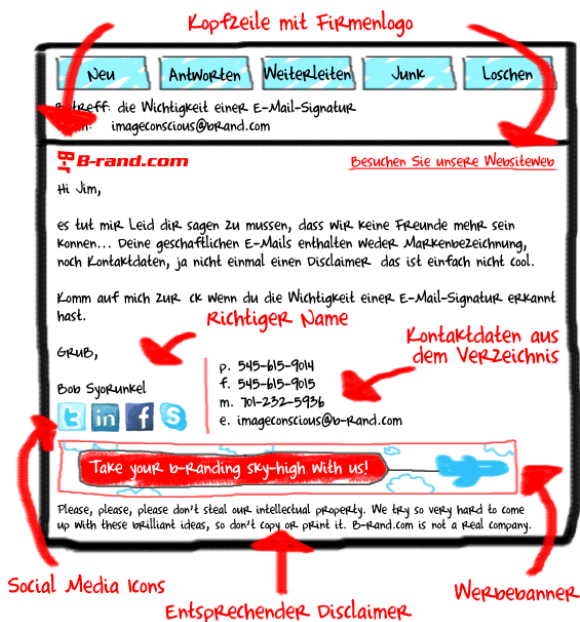 Kopfzeile mit Firmenlogo
Neu Antworten Weiterleiten Junk Loschen
Betreff: die Wichtigkeit einer E-Mail-Signatur
imageconscious@brand.com
B-rand.com Besuchen Sie unsere WebsiteWeb
Hi Jim,
es tut mir Leid dir sagen zu mussen, dass wir keine Freunde mehr sein
konnen... Deine geschaftlichen E-Mails enthalten weder Markenbezeichnung,
noch Kontaktdaten, ja nicht einmal einen Disclaimer das ist einfach nicht cool.
Komm auf mich zur ck wenn du die Wichtigkeit einer E-Mail-Signatur erkannt
hast.
Richtiger Name
Kontaktdaten aus
dem Verzeichnis
Gruß,
Bob Syorunkel
p. 545-615-9014
f. 545-615-9015
m. 701-232-5936
e. imageconscious@b-rand.com
Take your b-randing sky-high with us!
Please, please, please don't steal our intellectual property. We try so very hard to come
up with these brilliant ideas, so don't copy or print it. B-rand.com is not a real company.
Social Media Icons
Werbebanner
Entsprechender Disclaimer